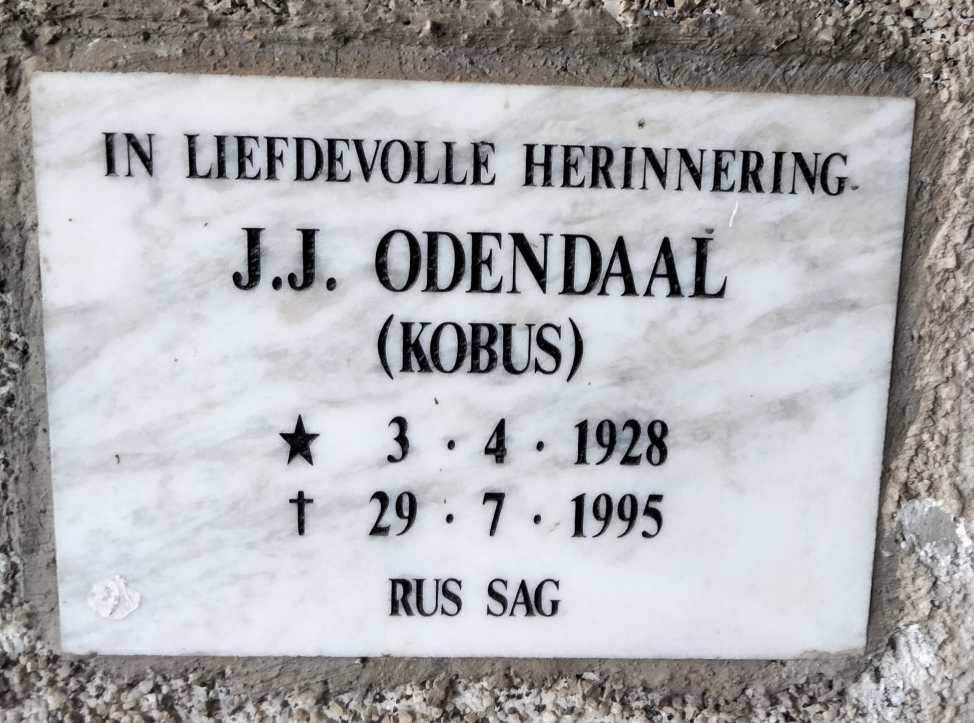 IN LIEFDEVOLLE HERINNERING
J.J. ODENDAAL
(KOBUS)
★ 3 · 4 · 1928
† 29 · 7 · 1995
RUS SAG